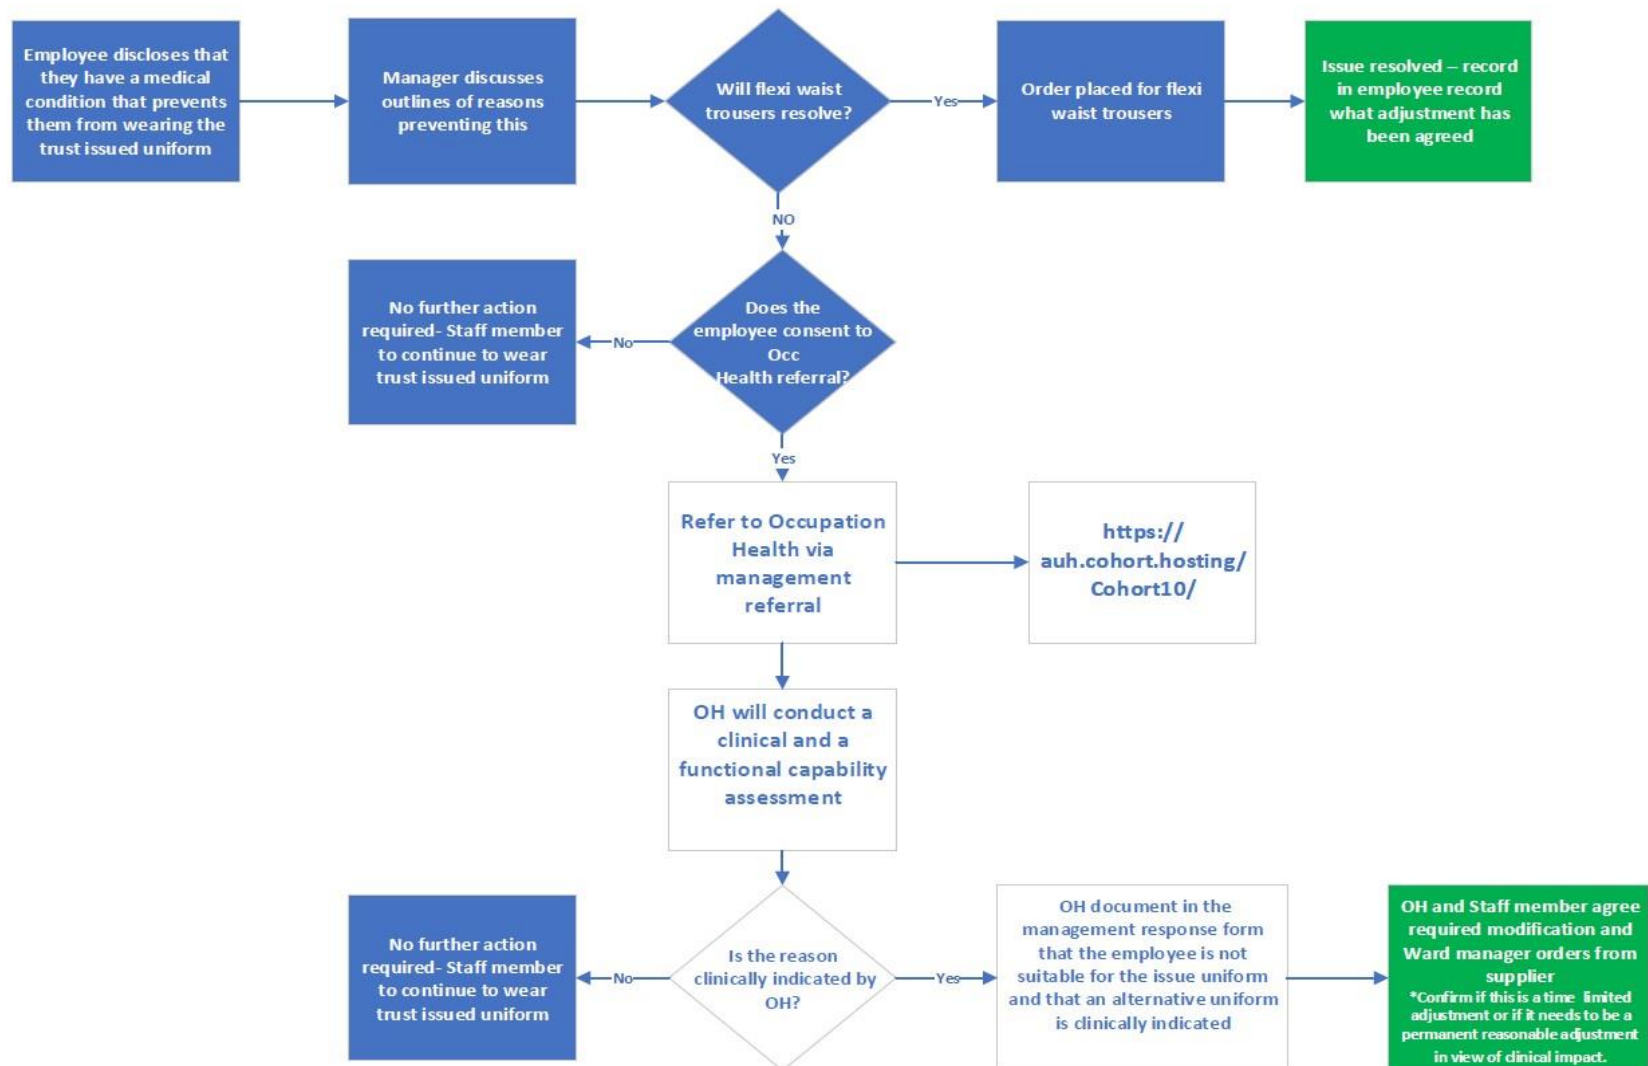 Employee discloses that
they have a medical
condition that prevents
them from wearing the
trust issued uniform
Manager discusses
outlines of reasons
preventing this
Will flexi waist
trousers resolve?
Yes
Order placed for flexi
waist trousers
Issue resolved – record
in employee record
what adjustment has
been agreed
NO
Does the
employee consent to
Occ
Health referral?
No
No further action
required- Staff member
to continue to wear
trust issued uniform
Yes
Refer to Occupation
Health via
management
referral
https://
auh.cohort.hosting/
Cohort10/
OH will conduct a
clinical and a
functional capability
assessment
Is the reason
clinically indicated by
OH?
No
No further action
required- Staff member
to continue to wear
trust issued uniform
Yes
OH document in the
management response form
that the employee is not
suitable for the issue uniform
and that an alternative uniform
is clinically indicated
OH and Staff member agree
required modification and
Ward manager orders from
supplier
*Confirm if this is a time limited
adjustment or if it needs to be a
permanent reasonable adjustment
in view of clinical impact.